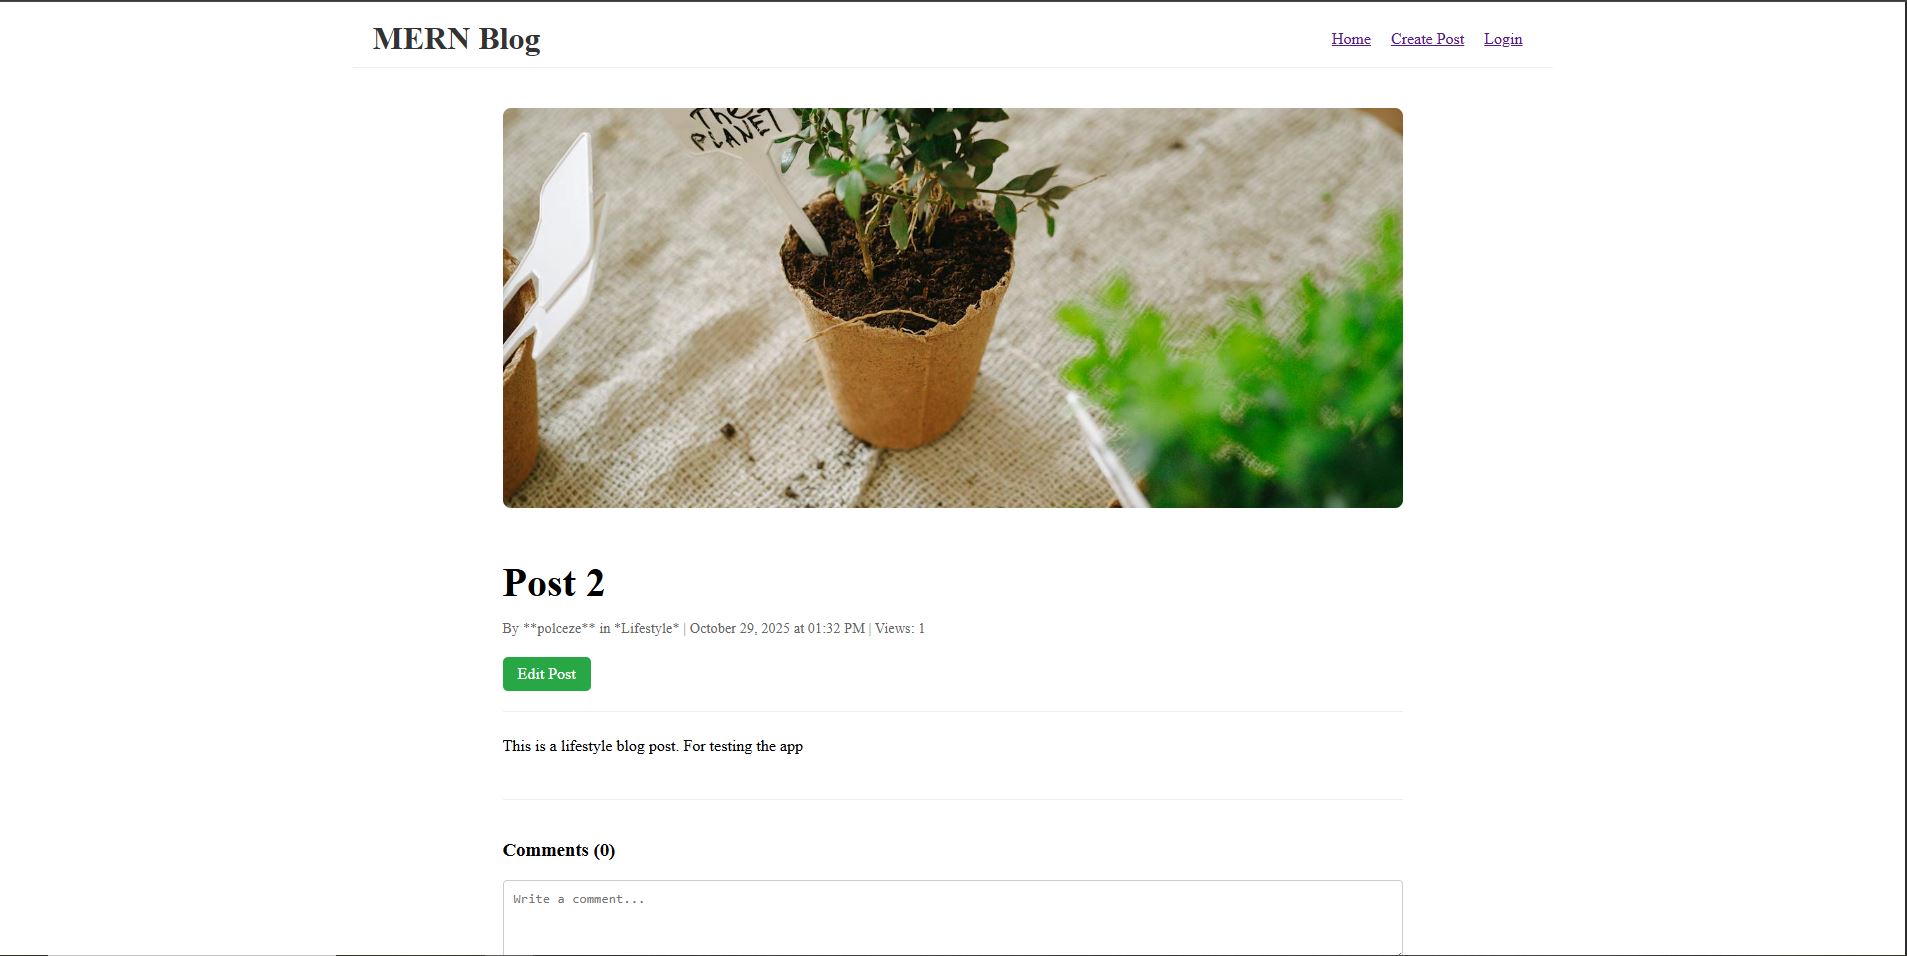 MERN Blog
Home Create Post Login
The
PLANET
Post 2
By **polceze** in *Lifestyle* | October 29, 2025 at 01:32 PM | Views: 1
Edit Post
This is a lifestyle blog post. For testing the app
Comments (0)
Write a comment...